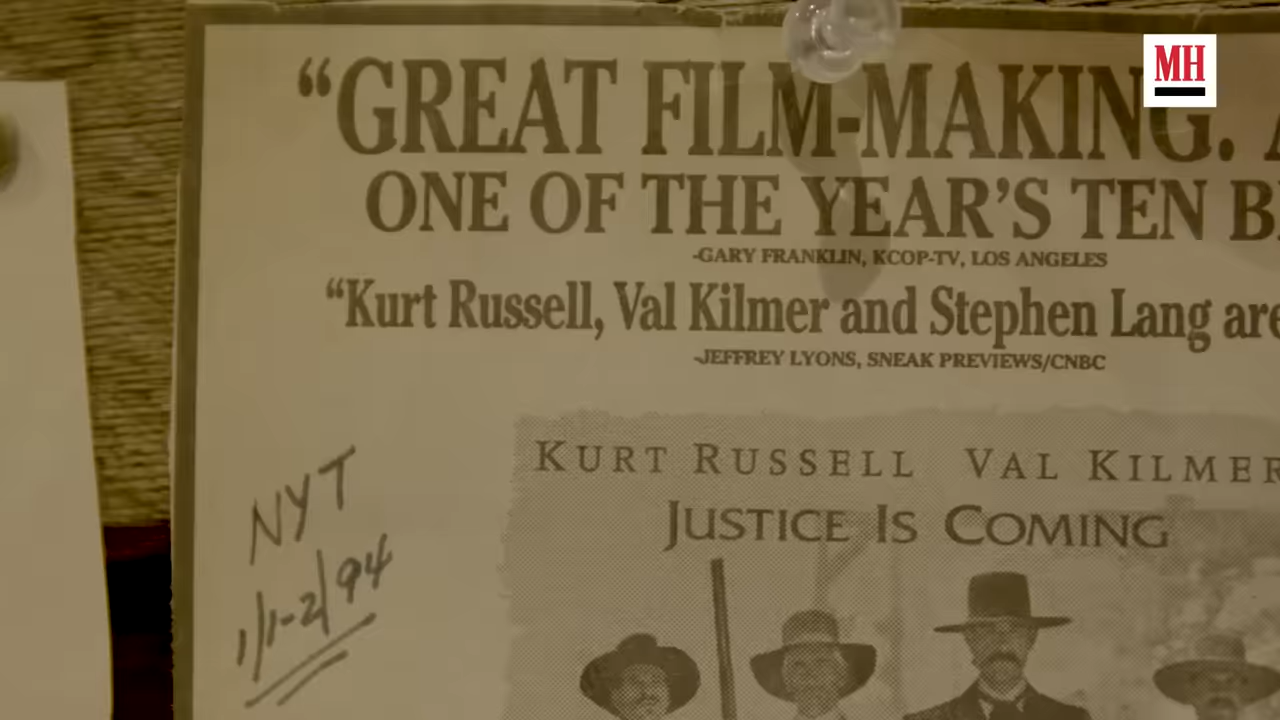 MH
“GREAT FILM-MAKING.
ONE OF THE YEAR’S TEN
-GARY FRANKLIN, KCOP-TV, LOS ANGELES
“Kurt Russell, Val Kilmer and Stephen Lang are
-JEFFREY LYONS, SNEAK PREVIEWS/CNBC
KURT RUSSELL VAL KILMER
JUSTICE IS COMING
NYT
1/1-2/94